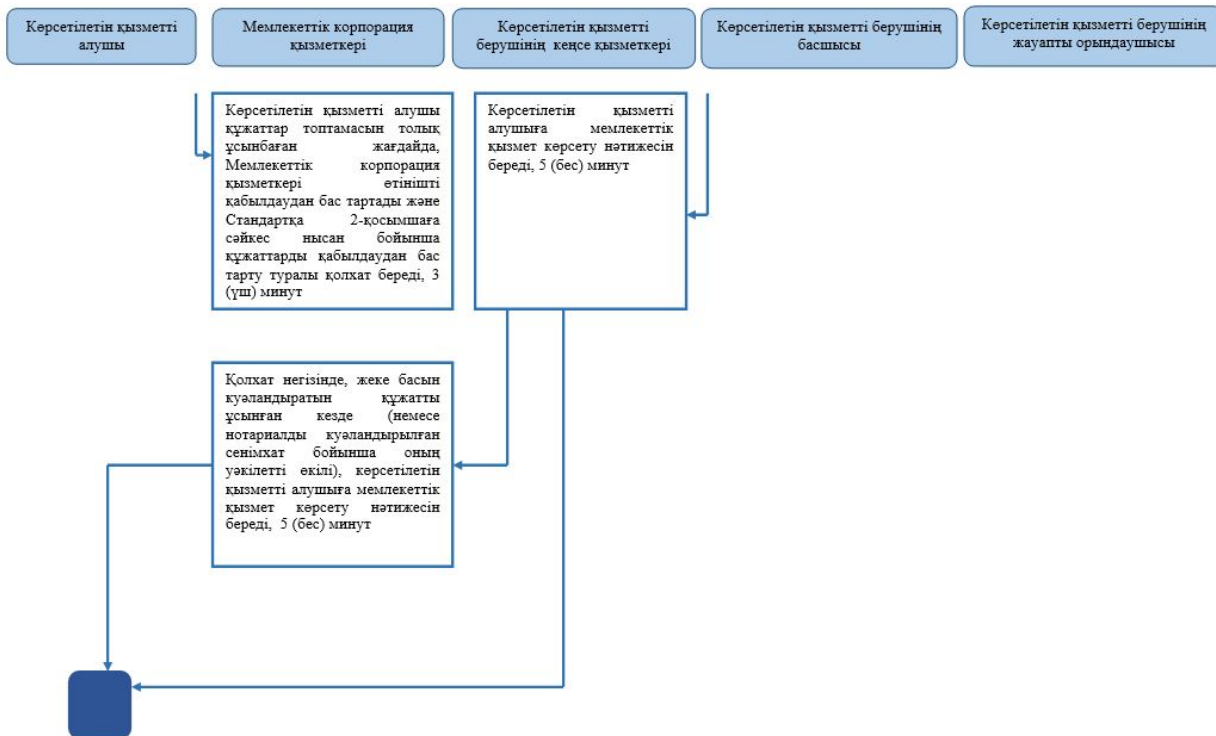 Көрсетілетін қызметті
алушы
Мемлекеттік корпорация
қызметкері
Көрсетілетін қызметті
берушінің кеңсе қызметкері
Көрсетілетін қызметті берушінің
басшысы
Көрсетілетін қызметті берушінің
жауапты орындаушысы
Көрсетілетін қызметті алушы
құжаттар топтамасын толық
ұсынбаған жағдайда,
Мемлекеттік корпорация
қызметкері өтінішті
қабылдаудан бас тартады және
Стандартқа 2-қосымшаға
сәйкес нысан бойынша
құжаттарды қабылдаудан бас
тарту туралы қолхат береді, 3
(үш) минут
Көрсетілетін қызметті
алушыға мемлекеттік
қызмет көрсету нәтижесін
береді, 5 (бес) минут
Қолхат негізінде, жеке басын
куәландыратын құжатты
ұсынған кезде (немесе
нотариалды куәландырылған
сенімхат бойынша оның
уәкілетті өкілі), көрсетілетін
қызметті алушыға мемлекеттік
қызмет көрсету нәтижесін
береді, 5 (бес) минут